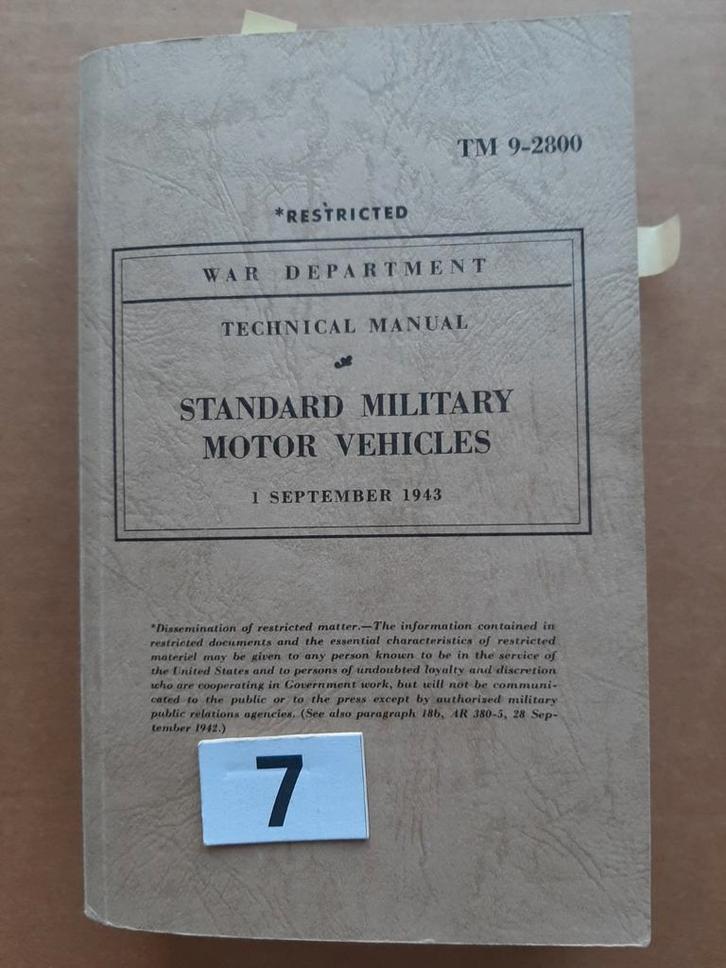 TM 9-2800
*RESTRICTED
WAR DEPARTMENT
TECHNICAL MANUAL
STANDARD MILITARY
MOTOR VEHICLES
1 SEPTEMBER 1943
*Dissemination of restricted matter.—The information contained in
restricted documents and the essential characteristics of restricted
materiel may be given to any person known to be in the service of
the United States and to persons of undoubted loyalty and discretion
who are cooperating in Government work, but will not be communi-
cated to the public or to the press except by authorized military
public relations agencies. (See also paragraph 18b, AR 380-5, 28 Sep-
tember 1942.)
7